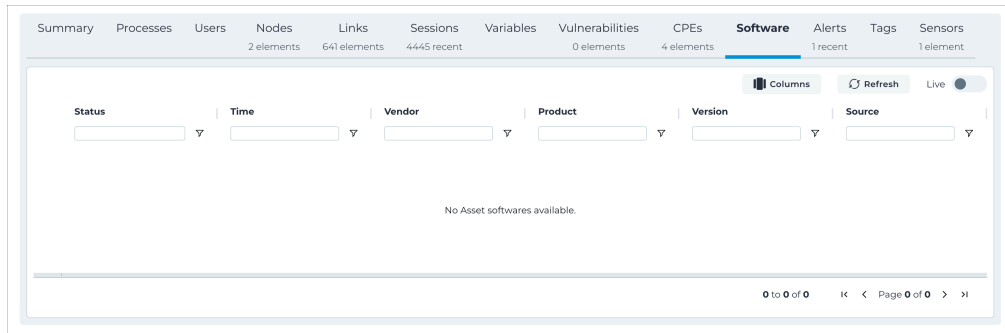 Summary Processes Users Nodes Links Sessions Variables Vulnerabilities CPEs Software Alerts Tags Sensors
2 elements 641 elements 4445 recent 0 elements 4 elements 1 recent 1 element
Columns Refresh Live
Status Time Vendor Product Version Source
No Asset softwares available.
0 to 0 of 0 Page 0 of 0